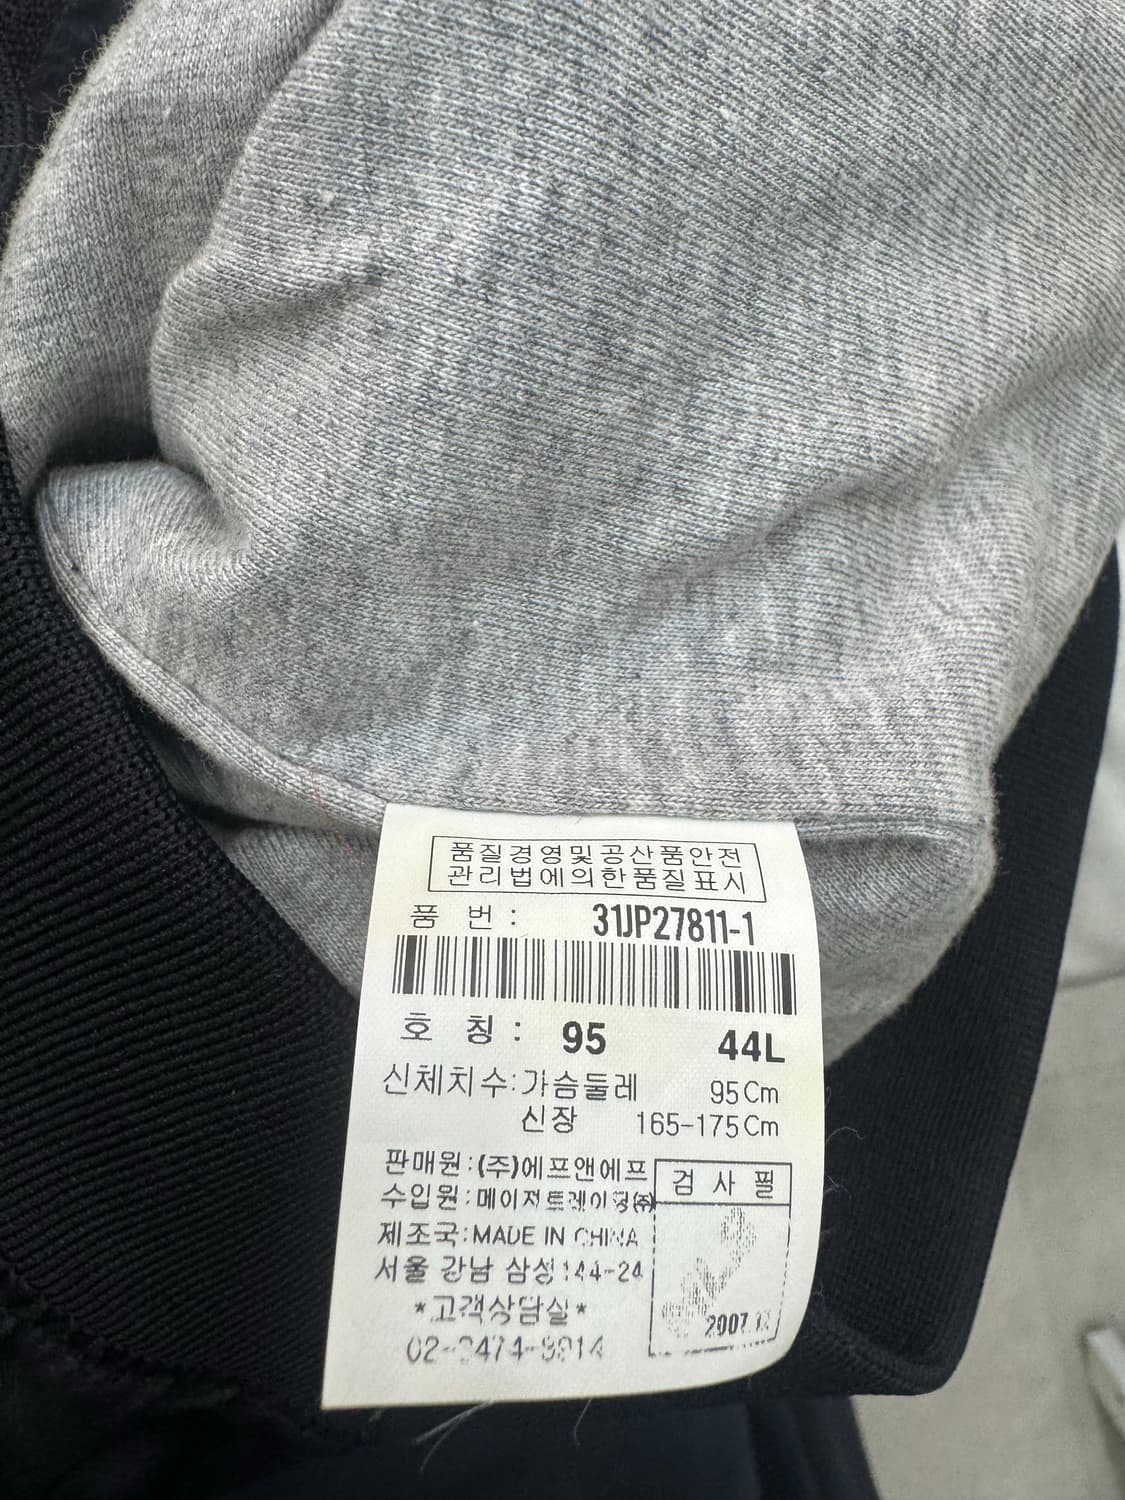 품질경영및공산품안전
관리법에의한품질표시
품 번 : 31JP27811-1
호 칭 : 95 44L
신체치수:가슴둘레 95Cm
신장 165-175Cm
판매원:(주)에프앤에프
수입원:메이져트레이딩(주)
제조국:MADE IN CHINA
서울 강남 삼성 144-24
*고객상담실*
검 사 필